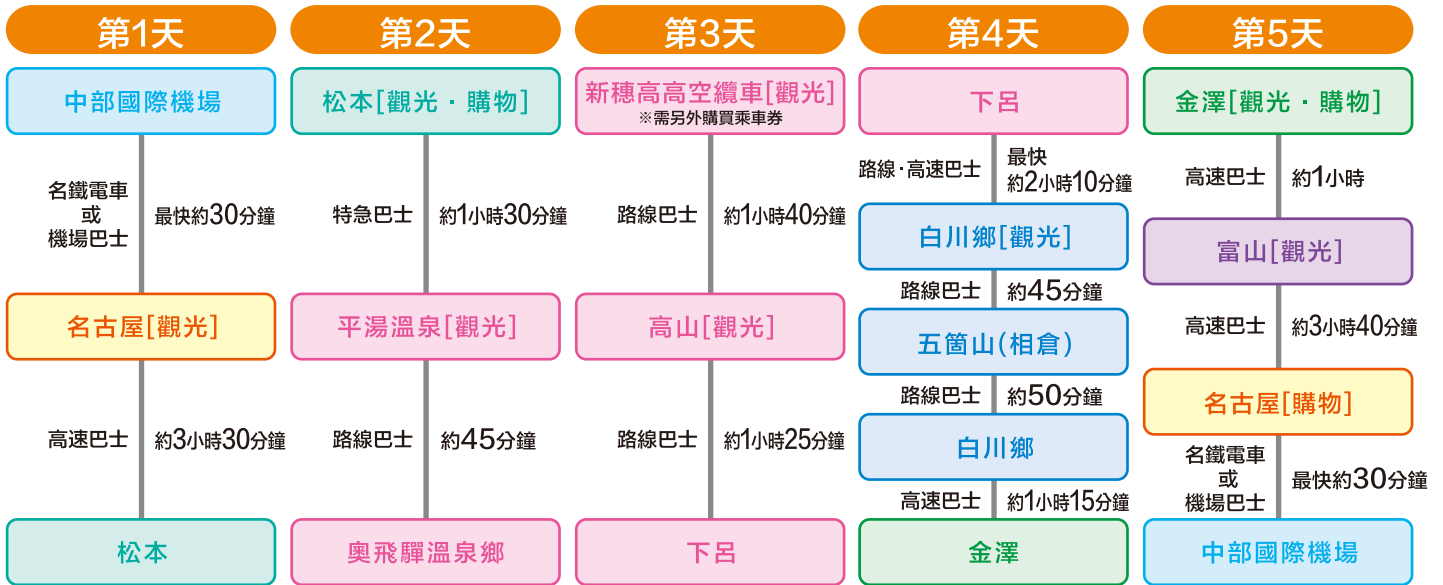 第1天
中部國際機場
名鐵電車
或
機場巴士
最快約30分鐘
名古屋[觀光]
高速巴士
約3小時30分鐘
松本
第2天
松本[觀光・購物]
特急巴士
約1小時30分鐘
平湯溫泉[觀光]
路線巴士
約45分鐘
奧飛驒溫泉鄉
第3天
新穗高高空纜車[觀光]
※需另外購買乘車券
路線巴士
約1小時40分鐘
高山[觀光]
路線巴士
約1小時25分鐘
下呂
第4天
下呂
路線・高速巴士
最快
約2小時10分鐘
白川鄉[觀光]
路線巴士
約45分鐘
五箇山(相倉)
路線巴士
約50分鐘
白川鄉
高速巴士
約1小時15分鐘
金澤
第5天
金澤[觀光・購物]
高速巴士
約1小時
富山[觀光]
高速巴士
約3小時40分鐘
名古屋[購物]
名鐵電車
或
機場巴士
最快約30分鐘
中部國際機場